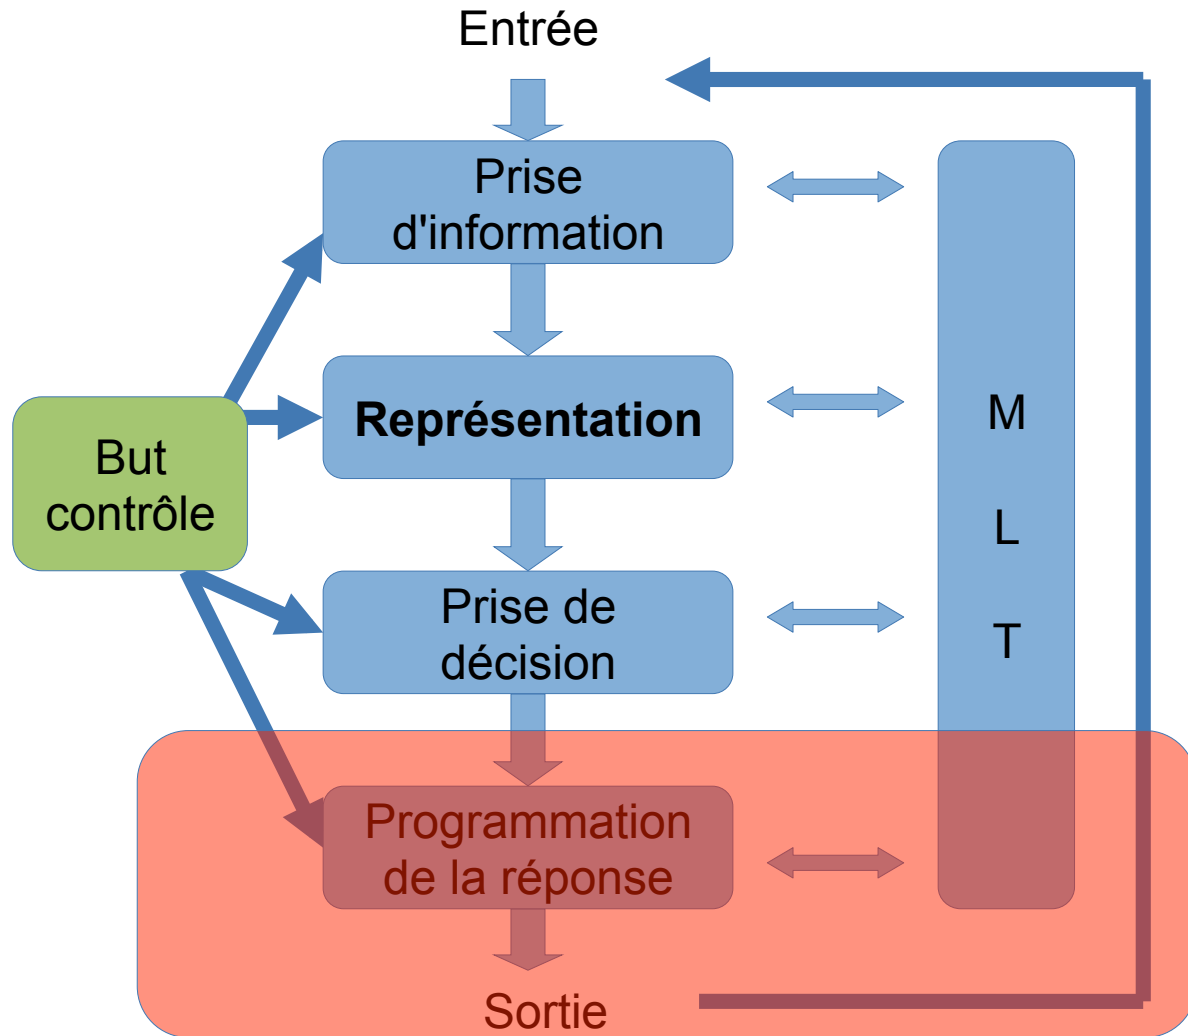 Entrée
Prise
d'information
Représentation
But
contrôle
Prise de
décision
Programmation
de la réponse
Sortie
M
L
T